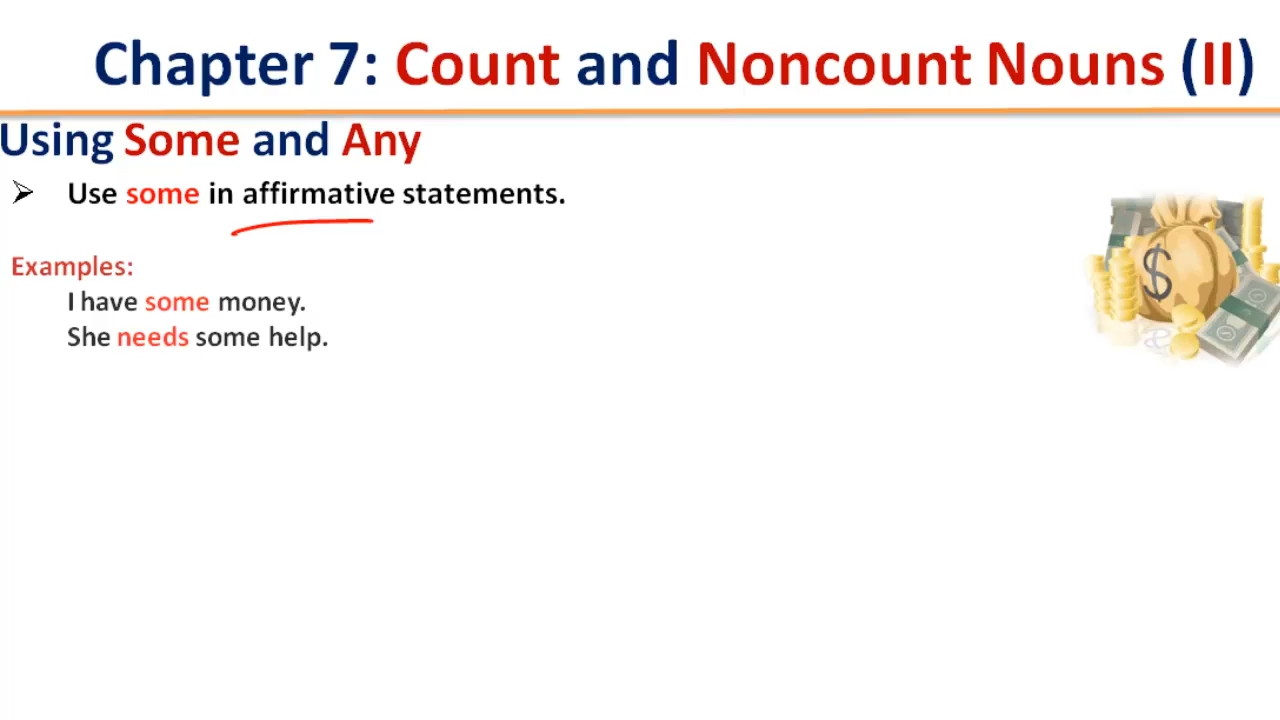 Chapter 7: Count and Noncount Nouns (II)
Using Some and Any
➢ Use some in affirmative statements.
Examples:
I have some money.
She needs some help.
$